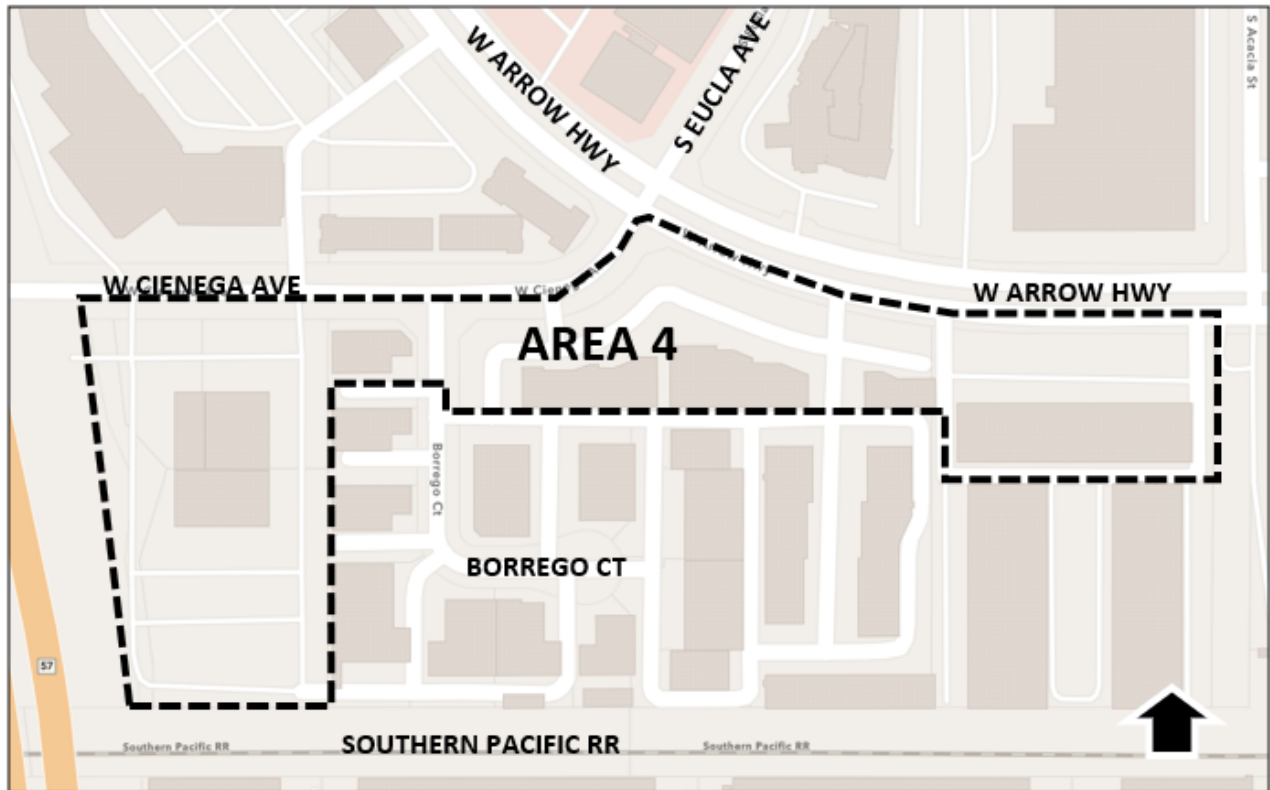 W ARROW HWY
S EUCLA AVE
S Acacia St
W CIENEGA AVE
W Cien
W ARROW HWY
AREA 4
Borrego Ct
BORREGO CT
57
Southern Pacific RR
SOUTHERN PACIFIC RR
Southern Pacific RR